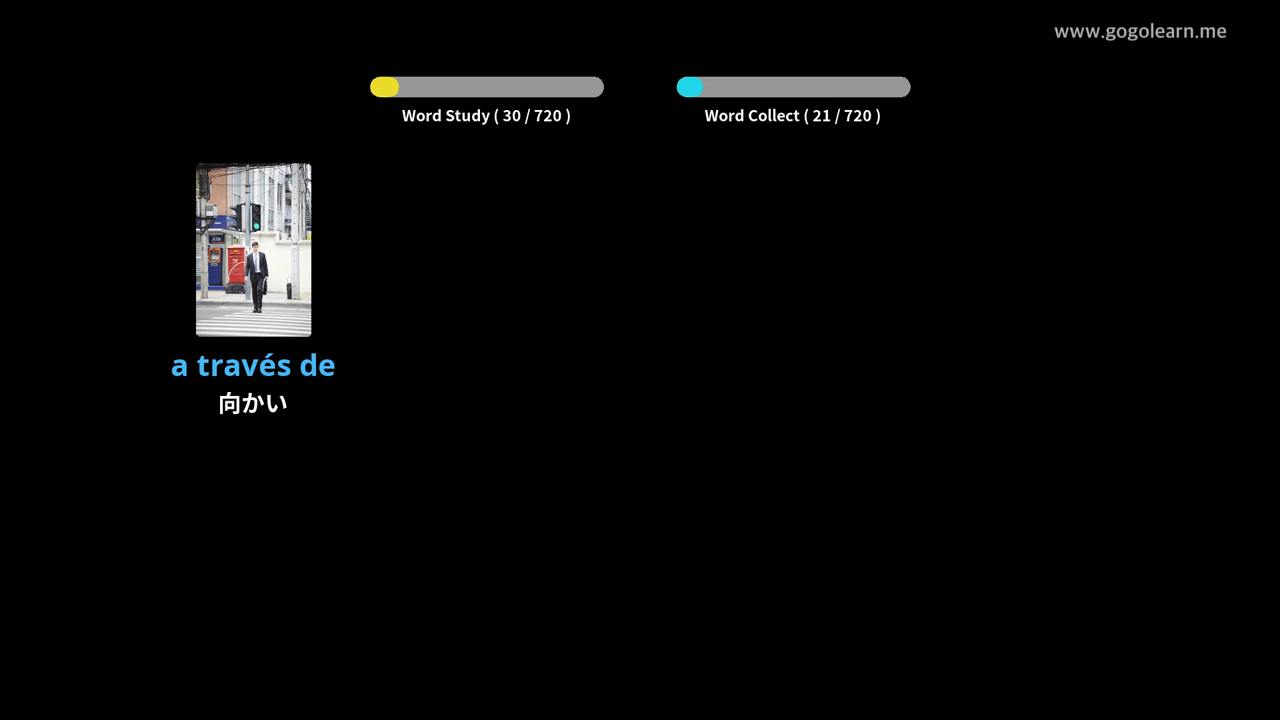 www.gogolearn.me
Word Study ( 30 / 720 )
Word Collect ( 21 / 720 )
a través de
向かい